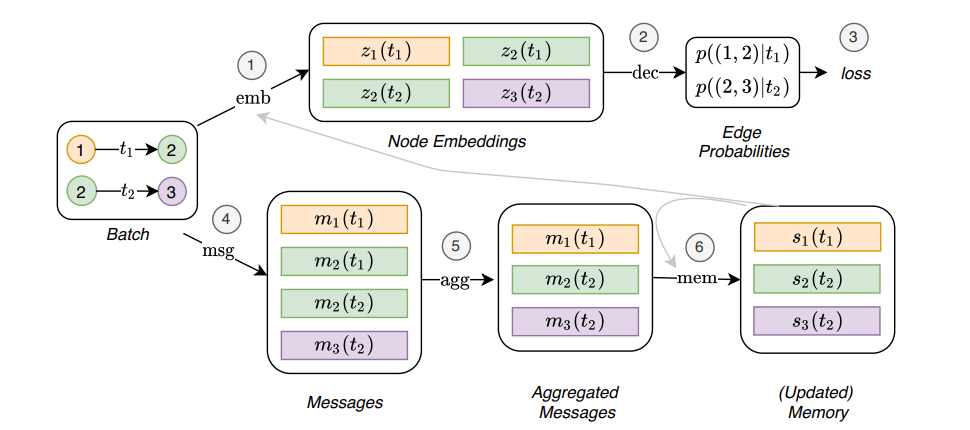 1
emb
z₁(t₁)
z₂(t₁)
z₂(t₂)
z₃(t₂)
Node Embeddings
2
dec
p((1, 2)|t₁)
p((2, 3)|t₂)
Edge
Probabilities
3
loss
1 t₁ 2
2 t₂ 3
Batch
4
msg
m₁(t₁)
m₂(t₁)
m₂(t₂)
m₃(t₂)
Messages
5
agg
m₁(t₁)
m₂(t₂)
m₃(t₂)
Aggregated
Messages
6
mem
s₁(t₁)
s₂(t₂)
s₃(t₂)
(Updated)
Memory